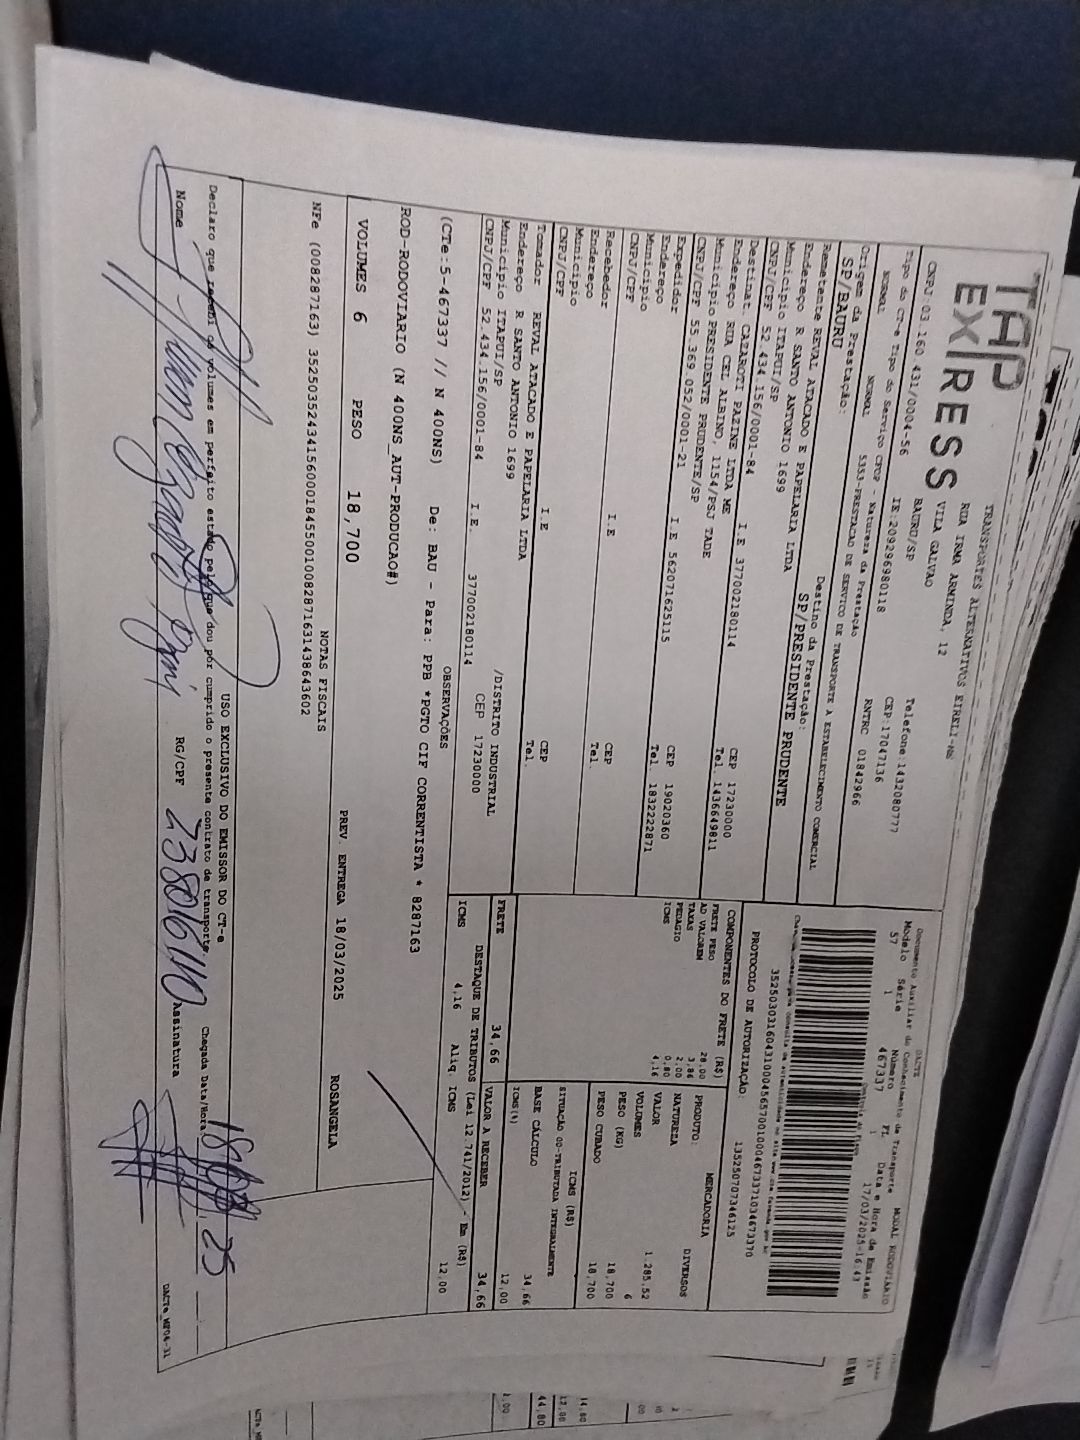 TAP
EX/RESS
TRANSPORTES ALTERNATIVOS EIRELI-ME
RUA IRMA ARMINDA, 12
VILA GALVAO
Telefone:1432080777
CNPJ:03.160.431/0004-56 BAURU/SP CEP:17047136
IE:209296980118 RNTRC 01842966
Tipo do CT-e Tipo do Serviço CFOP - Natureza da Prestação
NORMAL NORMAL 5353-PRESTACAO DE SERVICO DE TRANSPORTE A ESTABELECIMENTO COMERCIAL
Origem da Prestação: Destino da Prestação:
SP/BAURU SP/PRESIDENTE PRUDENTE
Remetente REVAL ATACADO E PAPELARIA LTDA
Endereço R SANTO ANTONIO 1699
Município ITAPUI/SP CEP 17230000
CNPJ/CPF 52.434.156/0001-84 I.E 377002180114 Tel. 1436649811
Destinat. CAZAROTI PAZINE LTDA ME
Endereço RUA CEL ALBINO, 1154/PSJ TADE
Município PRESIDENTE PRUDENTE/SP CEP 19020360
CNPJ/CPF 55.369.052/0001-21 I.E 562071625115 Tel. 1832222871
Expedidor
Endereço
Município CEP
CNPJ/CPF I.E Tel.
Recebedor
Endereço
Município CEP
CNPJ/CPF I.E Tel.
Tomador REVAL ATACADO E PAPELARIA LTDA
Endereço R SANTO ANTONIO 1699 /DISTRITO INDUSTRIAL
Município ITAPUI/SP CEP 17230000
CNPJ/CPF 52.434.156/0001-84 I.E. 377002180114
DACTE MODAL RODOVIÁRIO
Documento Auxiliar do Conhecimento de Transporte
Modelo Série Número FL Data e Hora de Emissão
57 1 467337 1 17/03/2025-16:43
Controle do Fisco
35250303160431000456570010004673371034673370
PROTOCOLO DE AUTORIZAÇÃO: 135250707346125
COMPONENTES DO FRETE (R$)
FRETE PESO 28,00
AD VALOREM 3,86
TAXAS 2,00
PEDAGIO 0,80
ICMS 4,16
PRODUTO: MERCADORIA
NATUREZA DIVERSOS
VALOR 1.285,52
VOLUMES 6
PESO (KG) 18,700
PESO CUBADO 18,700
ICMS (R$)
SITUAÇÃO 00-TRIBUTADA INTEGRALMENTE
BASE CÁLCULO 34,66
ICMS(%) 12,00
FRETE 34,66 VALOR A RECEBER 34,66
DESTAQUE DE TRIBUTOS (Lei 12.741/2012) - Em (R$)
ICMS 4,16 Aliq. ICMS 12,00
OBSERVAÇÕES
(CTe:5-467337 // N 400NS) De: BAU - Para: PPB *PGTO CIF CORRENTISTA * 8287163
ROD-RODOVIARIO (N 400NS_AUT-PRODUCAO#)
VOLUMES 6 PESO 18,700 PREV. ENTREGA 18/03/2025 ROSANGELA
NOTAS FISCAIS
NFe (008287163) 35250352434156000184550010082871631438643602
USO EXCLUSIVO DO EMISSOR DO CT-e
Declaro que recebi os volumes em perfeito estado pelo que dou por cumprido o presente contrato de transporte. Chegada Data/Hora
Nome RG/CPF Assinatura
DACTe_MP04-31